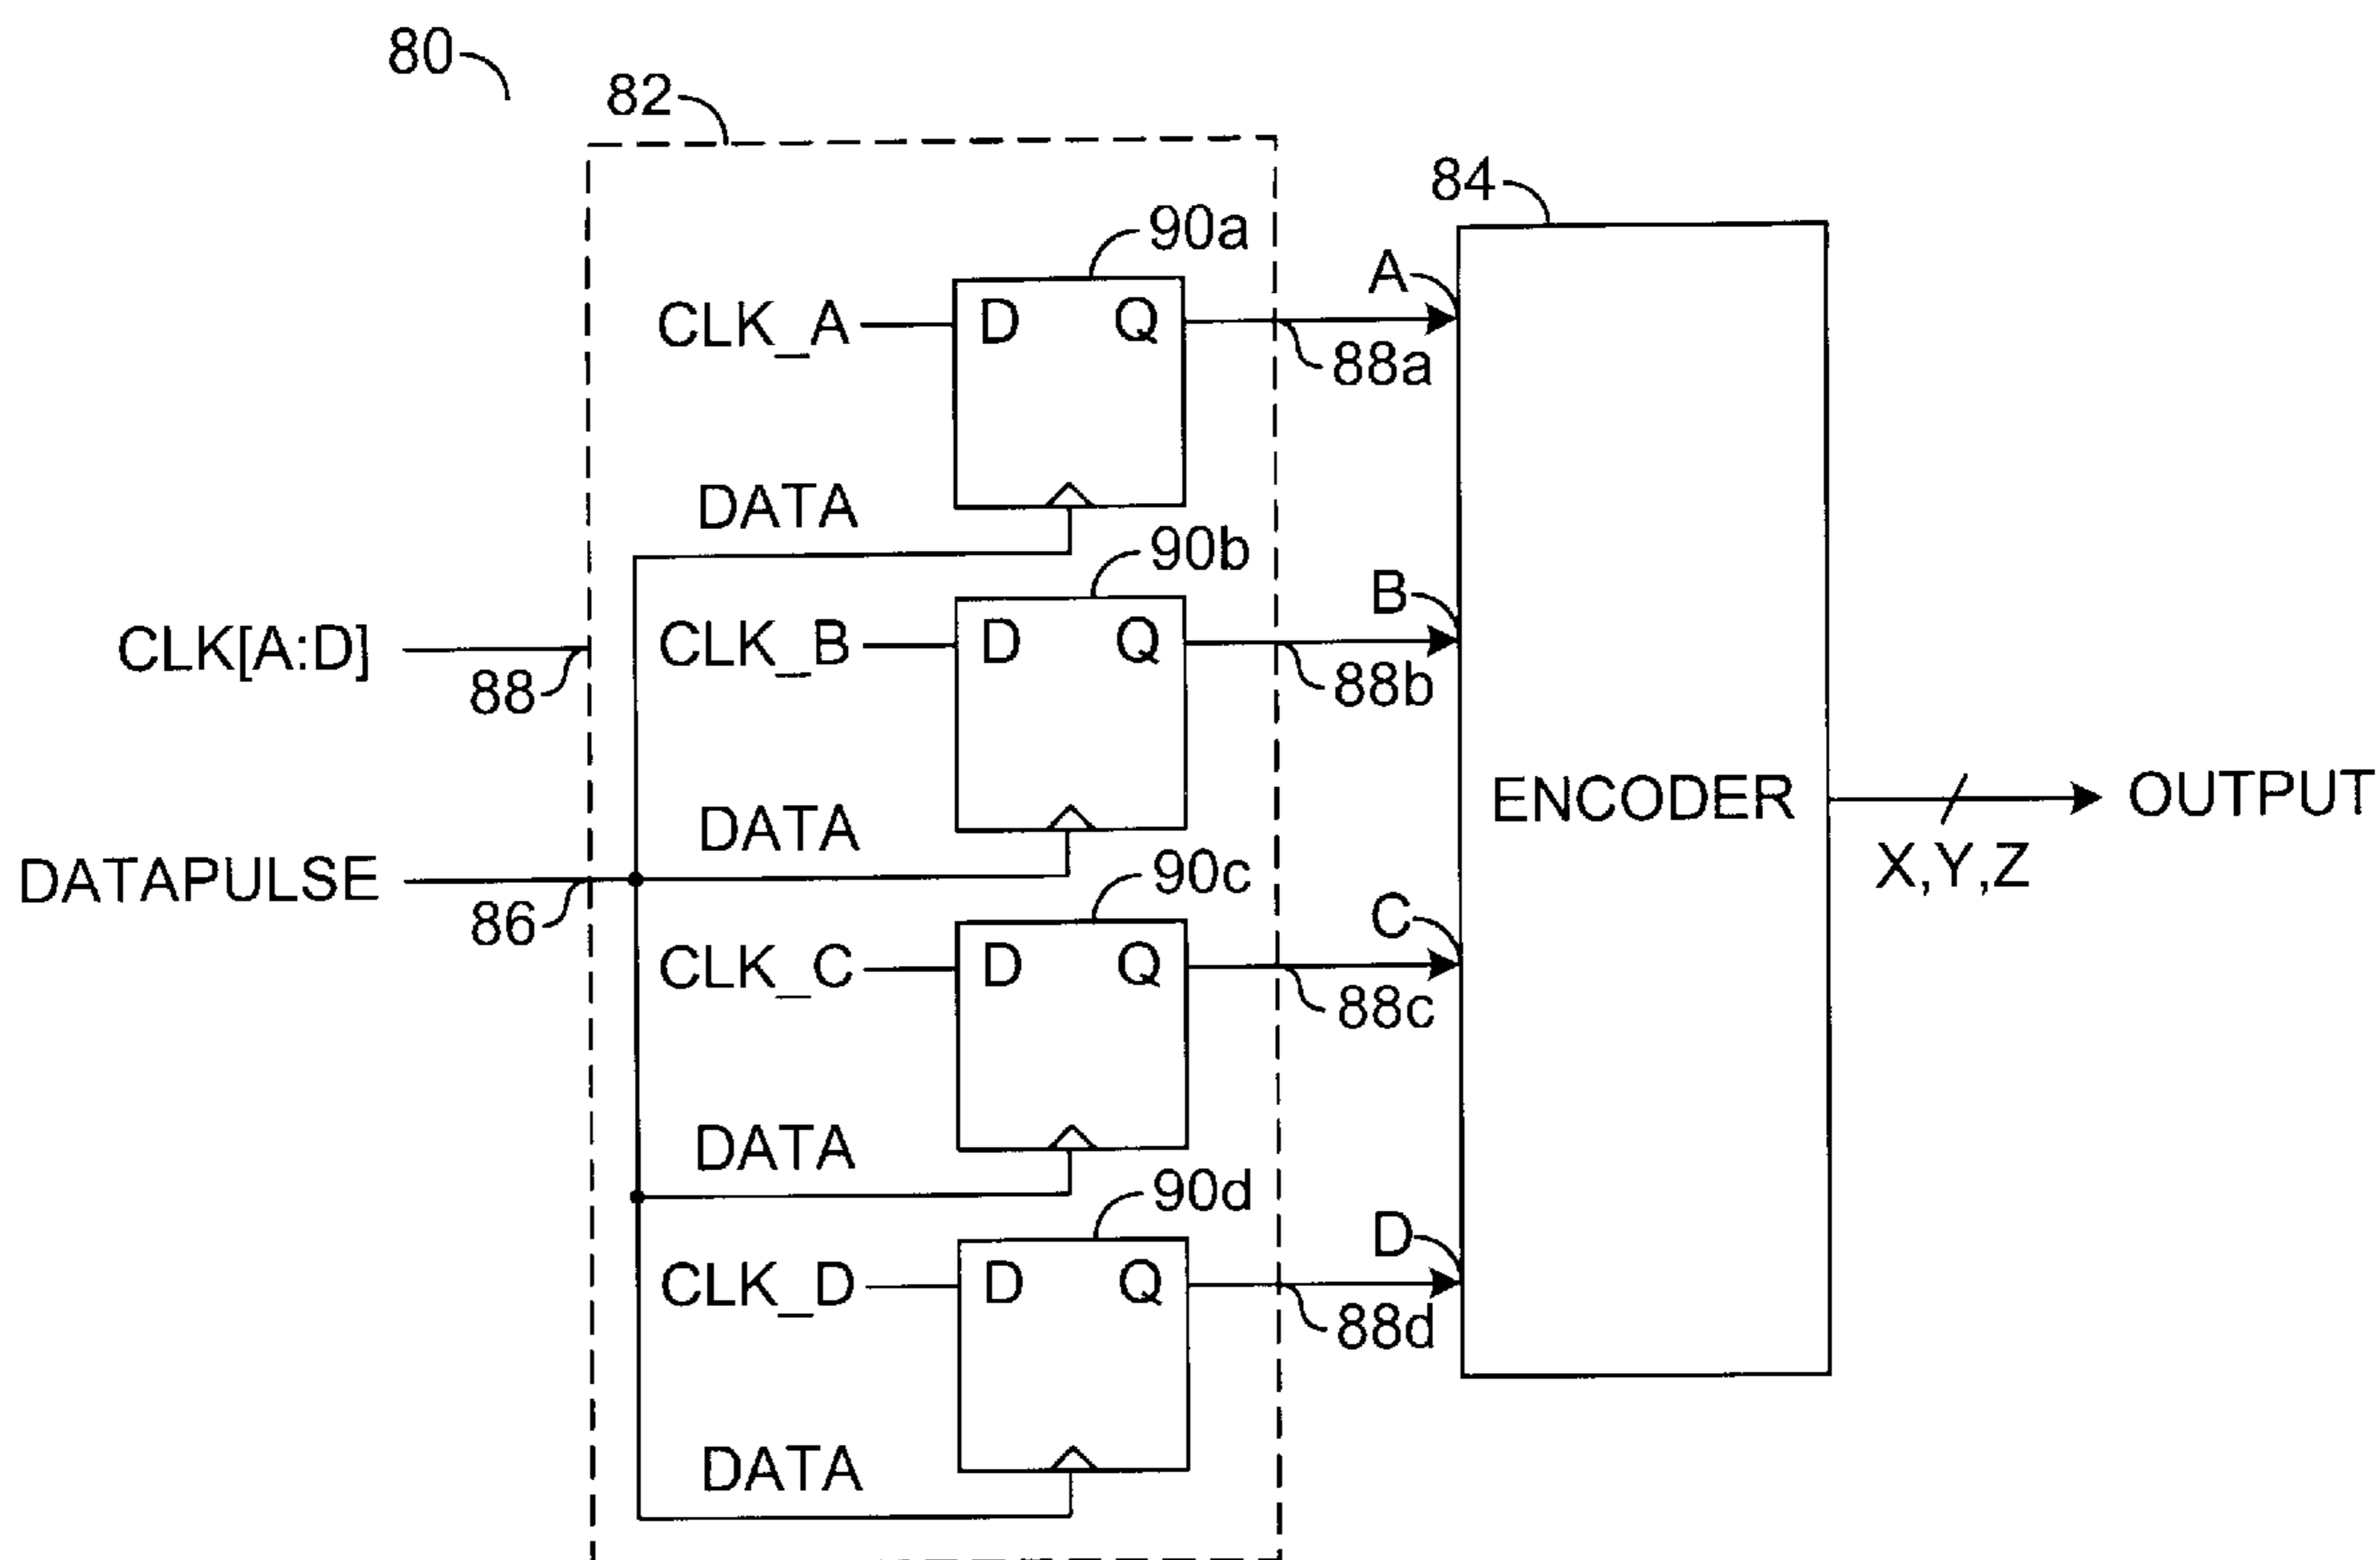 80
82
84
90a
A
CLK_A
D
Q
88a
DATA
90b
B
CLK[A:D]
88
CLK_B
D
Q
88b
DATA
ENCODER
OUTPUT
X,Y,Z
DATAPULSE
86
90c
C
CLK_C
D
Q
88c
DATA
90d
D
CLK_D
D
Q
88d
DATA